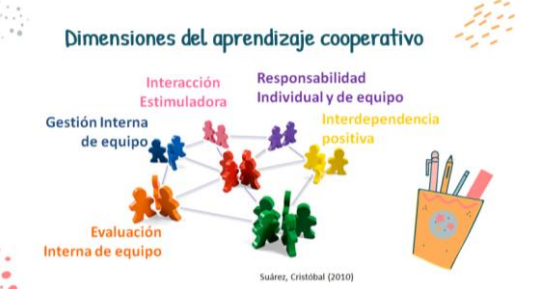 Dimensiones del aprendizaje cooperativo
Interacción
Estimuladora
Responsabilidad
Individual y de equipo
Gestión Interna
de equipo
Interdependencia
positiva
Evaluación
Interna de equipo
Suárez, Cristóbal (2010)